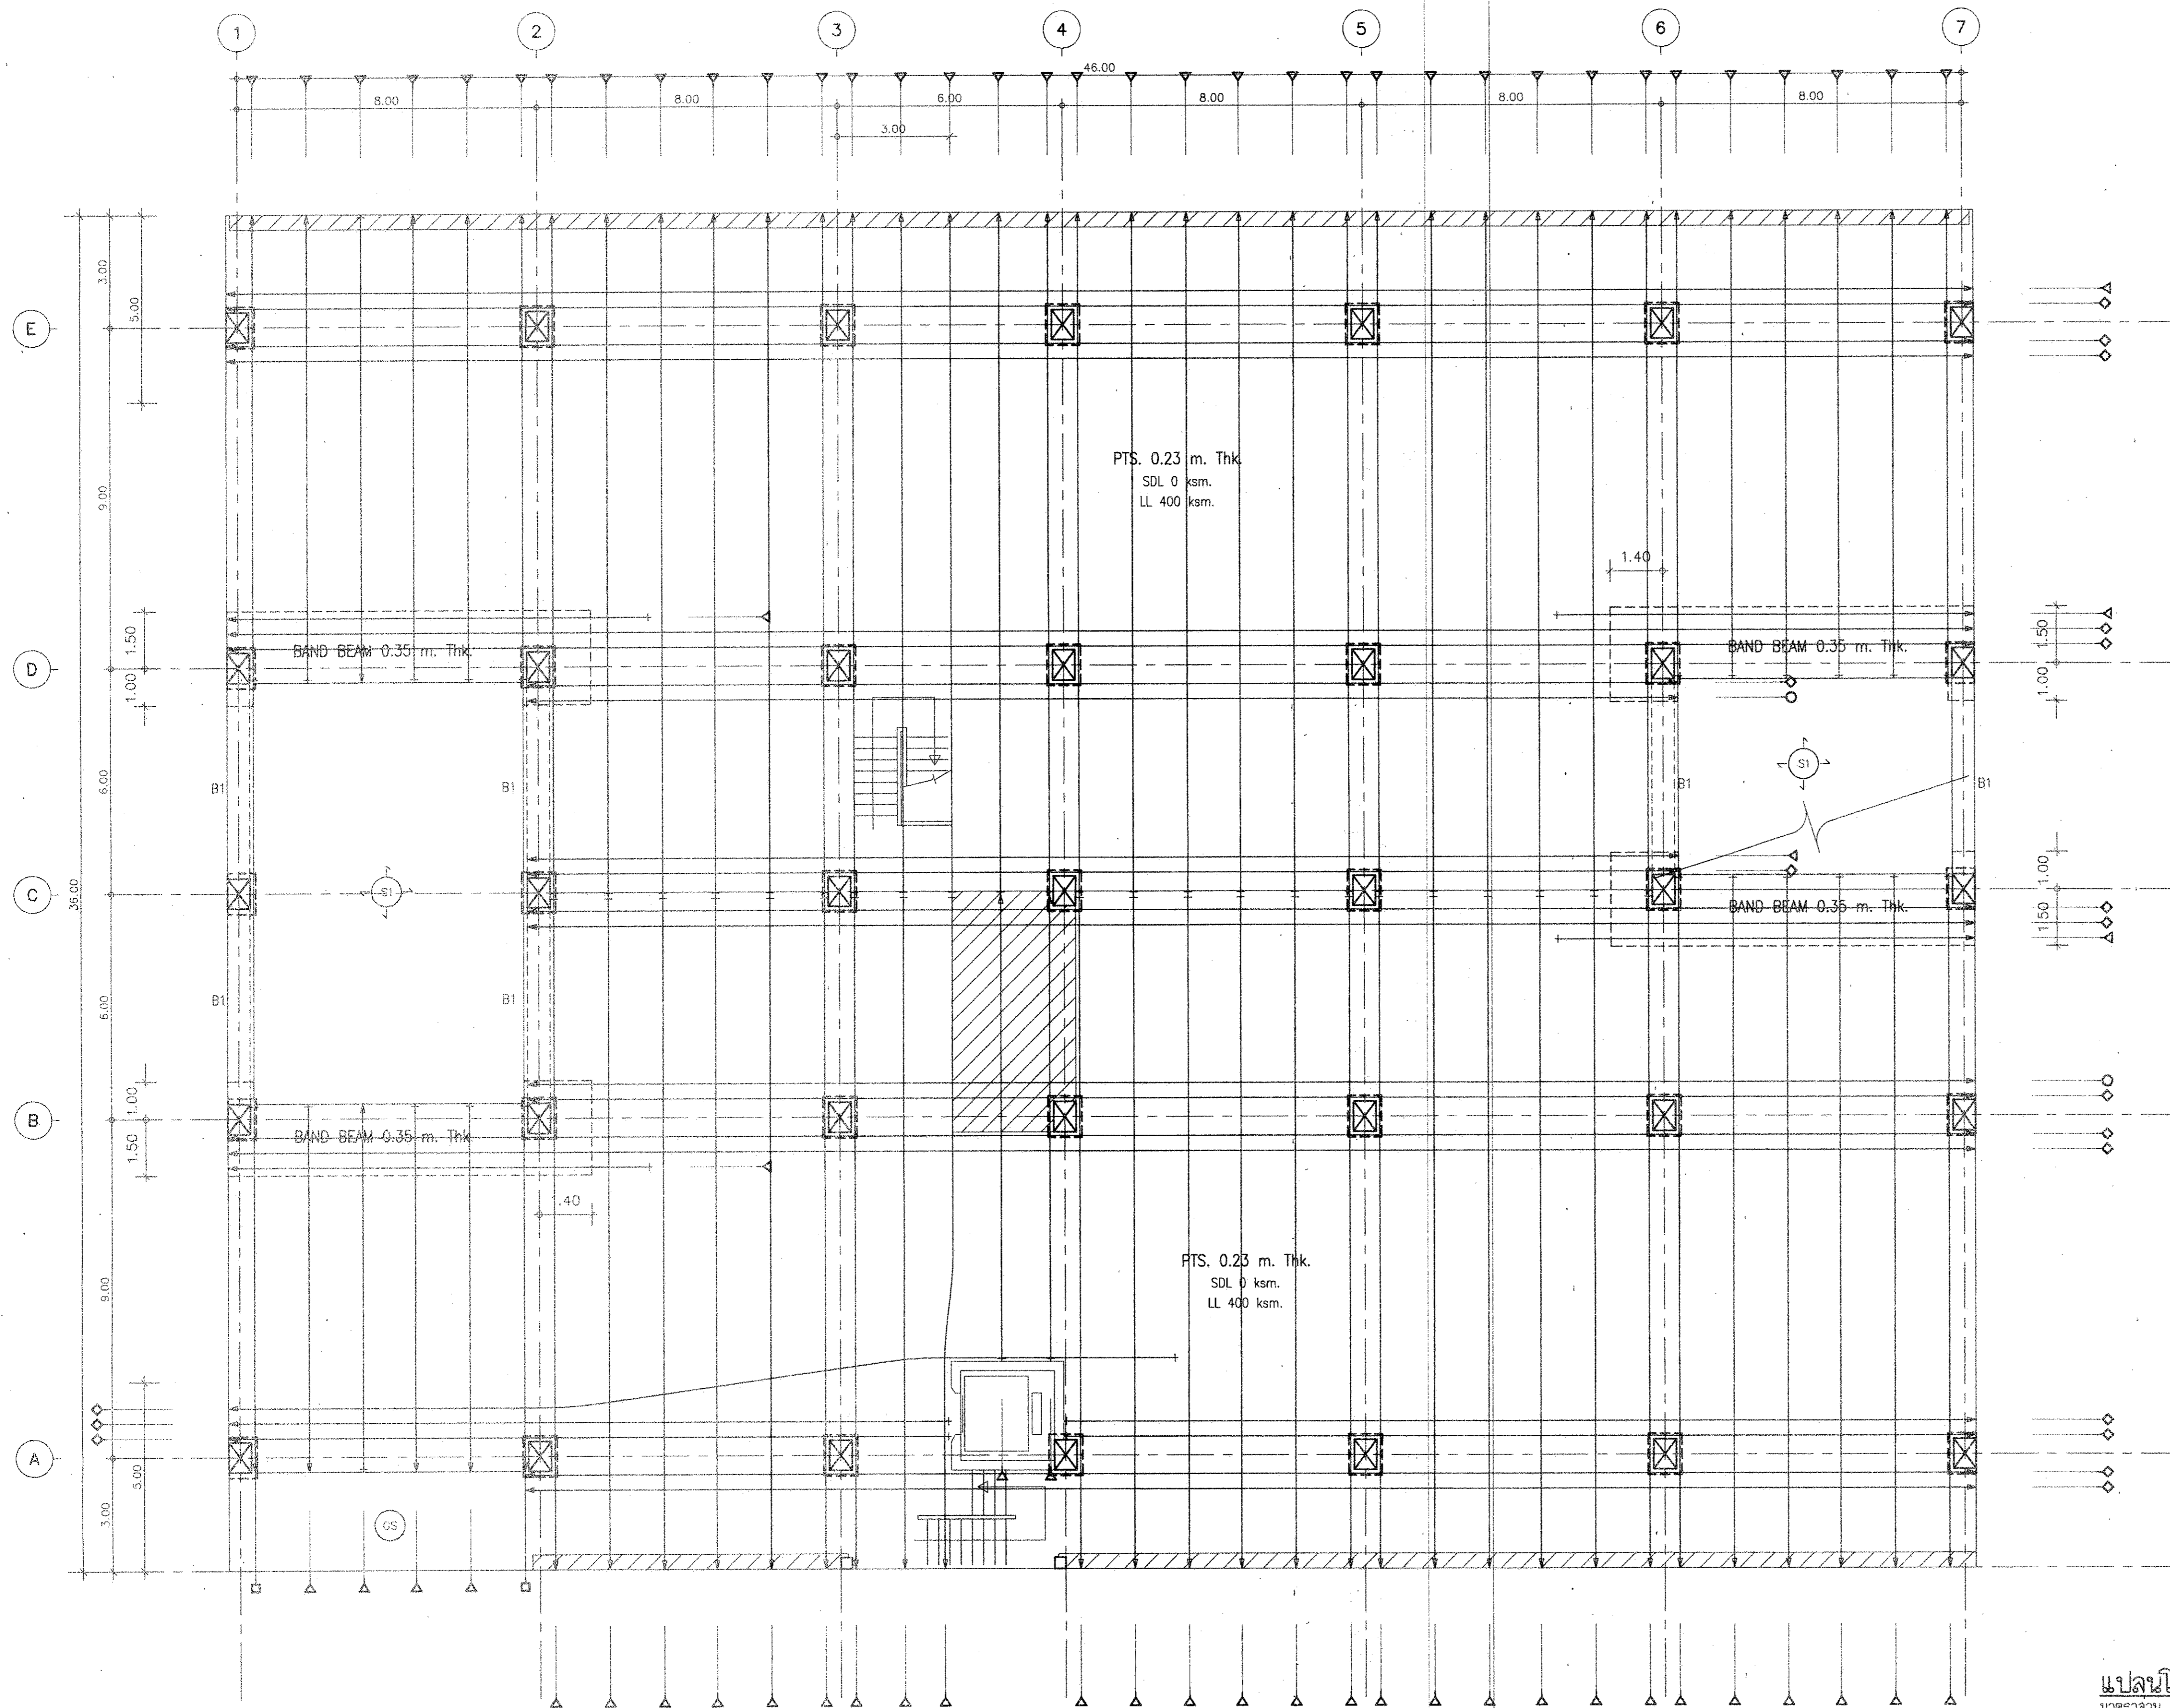 1 2 3 4 5 6 7
46.00
8.00 8.00 6.00 8.00 8.00 8.00
3.00
3.00
5.00
E
PTS. 0.23 m. Thk.
SDL 0 ksm.
LL 400 ksm.
9.00
1.40
1.50
BAND BEAM 0.35 m. Thk.
BAND BEAM 0.35 m. Thk.
1.50
D
1.00
1.00
S1
6.00
B1
B1
B1
B1
1.00
C
35.00
S1
BAND BEAM 0.35 m. Thk.
1.50
6.00
B1
B1
1.00
B
BAND BEAM 0.35 m. Thk.
1.50
1.40
PTS. 0.23 m. Thk.
SDL 0 ksm.
LL 400 ksm.
9.00
A
5.00
3.00
GS